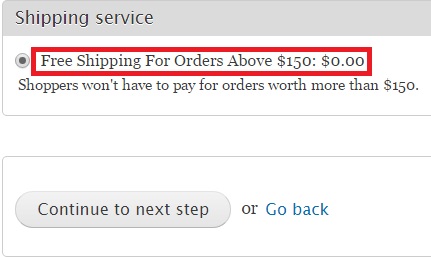 Shipping service
Free Shipping For Orders Above $150: $0.00
Shoppers won't have to pay for orders worth more than $150.
Continue to next step or Go back